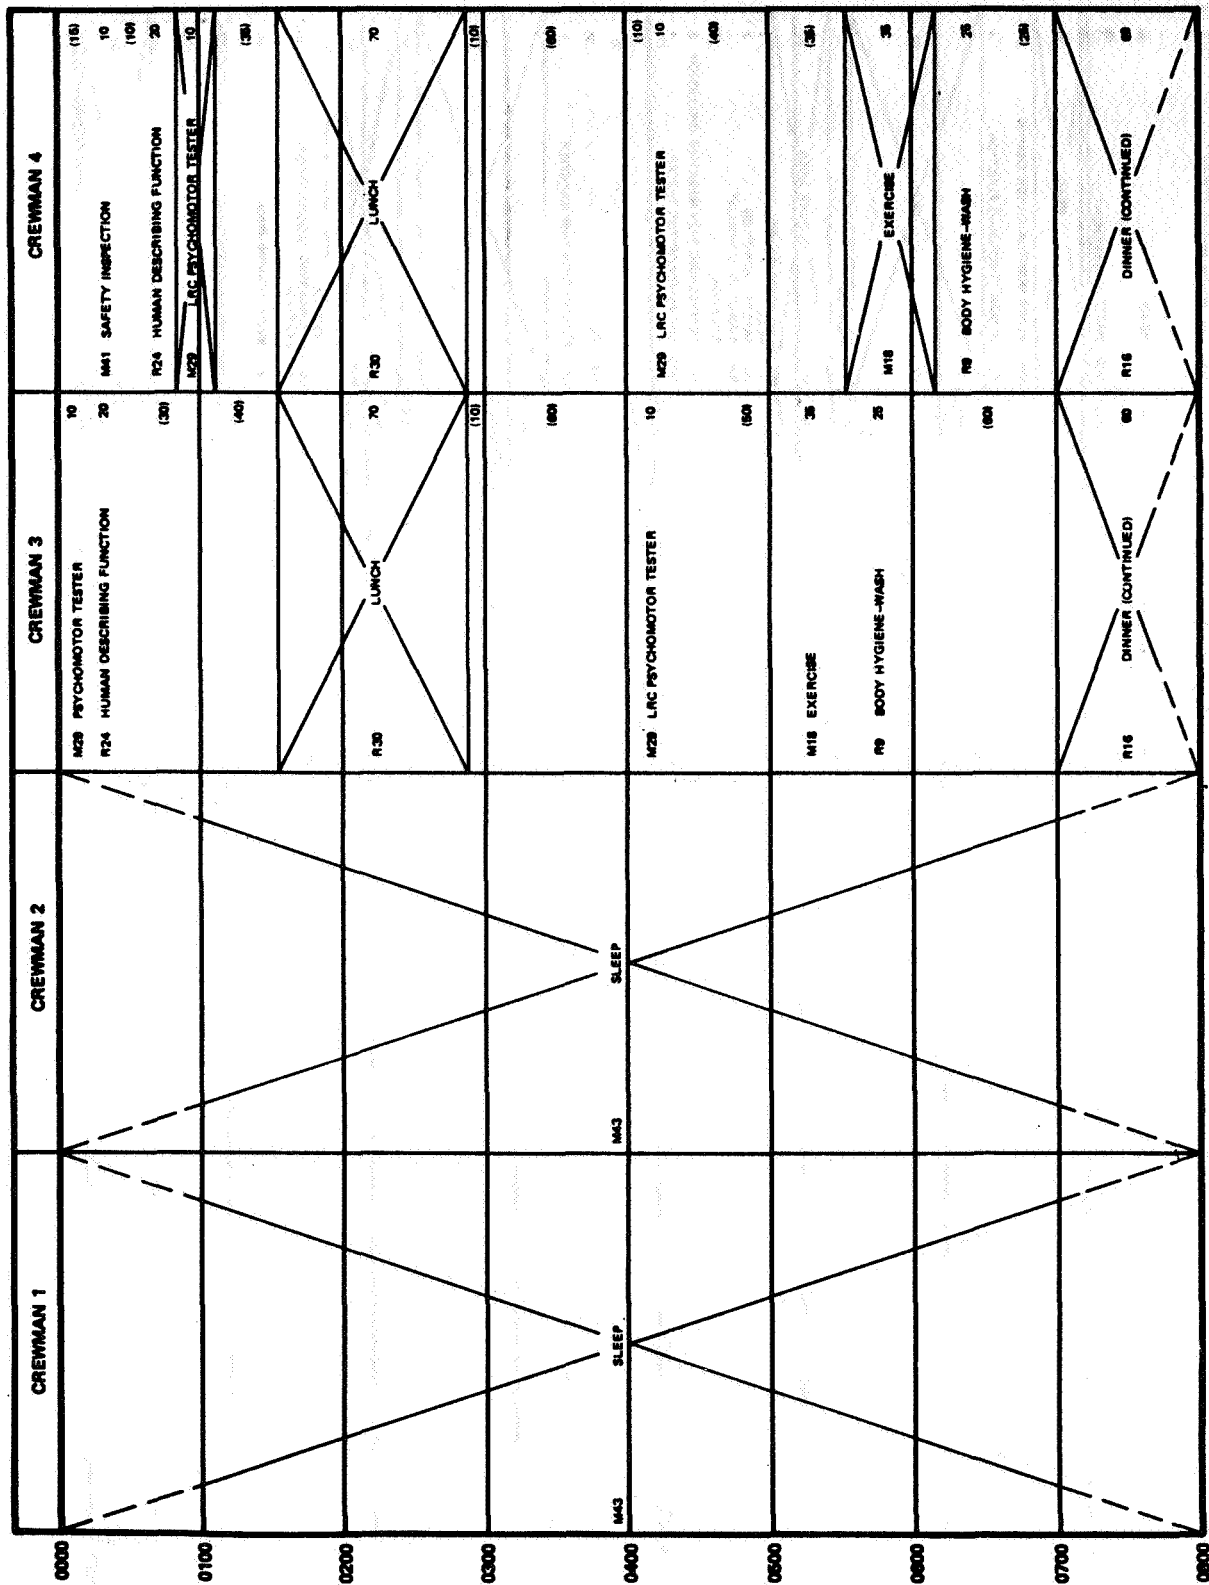 CREWMAN 1
CREWMAN 2
CREWMAN 3
CREWMAN 4
0000
0100
0200
0300
0400
0500
0600
0700
0800
M43 SLEEP
M43 SLEEP
M29 PSYCHOMOTOR TESTER 10
R24 HUMAN DESCRIBING FUNCTION 20
(30)
(40)
R30 LUNCH 70
(10)
(60)
M29 LRC PSYCHOMOTOR TESTER 10
(50)
M18 EXERCISE 35
R9 BODY HYGIENE-WASH 25
(60)
R16 DINNER (CONTINUED) 60
(15)
M41 SAFETY INSPECTION 10
(10)
R24 HUMAN DESCRIBING FUNCTION 20
M29 LRC PSYCHOMOTOR TESTER 10
(35)
R30 LUNCH 70
(10)
(60)
(10)
M29 LRC PSYCHOMOTOR TESTER 10
(40)
(35)
M18 EXERCISE 35
R9 BODY HYGIENE-WASH 25
(25)
R16 DINNER (CONTINUED) 60